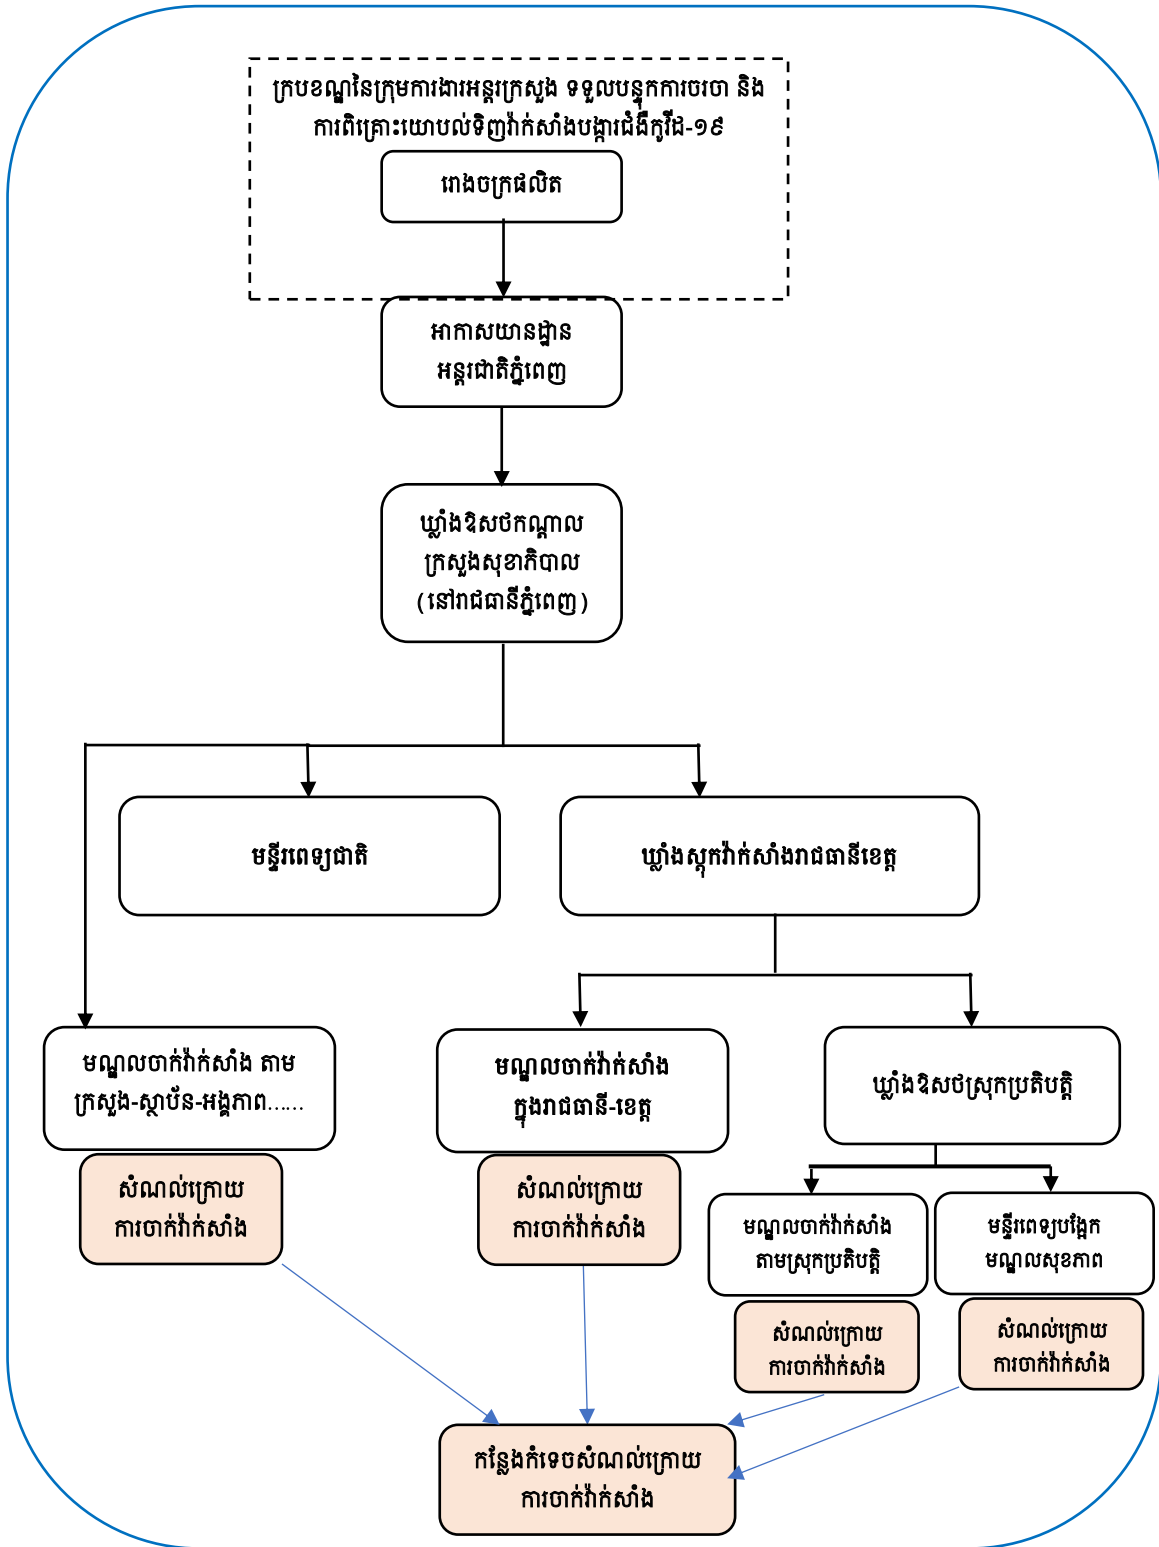 ក្របខណ្ឌនៃក្រុមការងារអន្តរក្រសួង ទទួលបន្ទុកការចរចា និង
ការពិគ្រោះយោបល់ទិញវ៉ាក់សាំងបង្ការជំងឺកូវីដ-១៩
រោងចក្រផលិត
អាកាសយានដ្ឋាន
អន្តរជាតិភ្នំពេញ
ឃ្លាំងឱសថកណ្តាល
ក្រសួងសុខាភិបាល
(នៅរាជធានីភ្នំពេញ)
មន្ទីរពេទ្យជាតិ
ឃ្លាំងស្តុកវ៉ាក់សាំងរាជធានីខេត្ត
មណ្ឌលចាក់វ៉ាក់សាំង តាម
ក្រសួង-ស្ថាប័ន-អង្គភាព......
មណ្ឌលចាក់វ៉ាក់សាំង
ក្នុងរាជធានី-ខេត្ត
ឃ្លាំងឱសថស្រុកប្រតិបត្តិ
សំណល់ក្រោយ
ការចាក់វ៉ាក់សាំង
សំណល់ក្រោយ
ការចាក់វ៉ាក់សាំង
មណ្ឌលចាក់វ៉ាក់សាំង
តាមស្រុកប្រតិបត្តិ
មន្ទីរពេទ្យបង្អែក
មណ្ឌលសុខភាព
សំណល់ក្រោយ
ការចាក់វ៉ាក់សាំង
សំណល់ក្រោយ
ការចាក់វ៉ាក់សាំង
កន្លែងកំទេចសំណល់ក្រោយ
ការចាក់វ៉ាក់សាំង